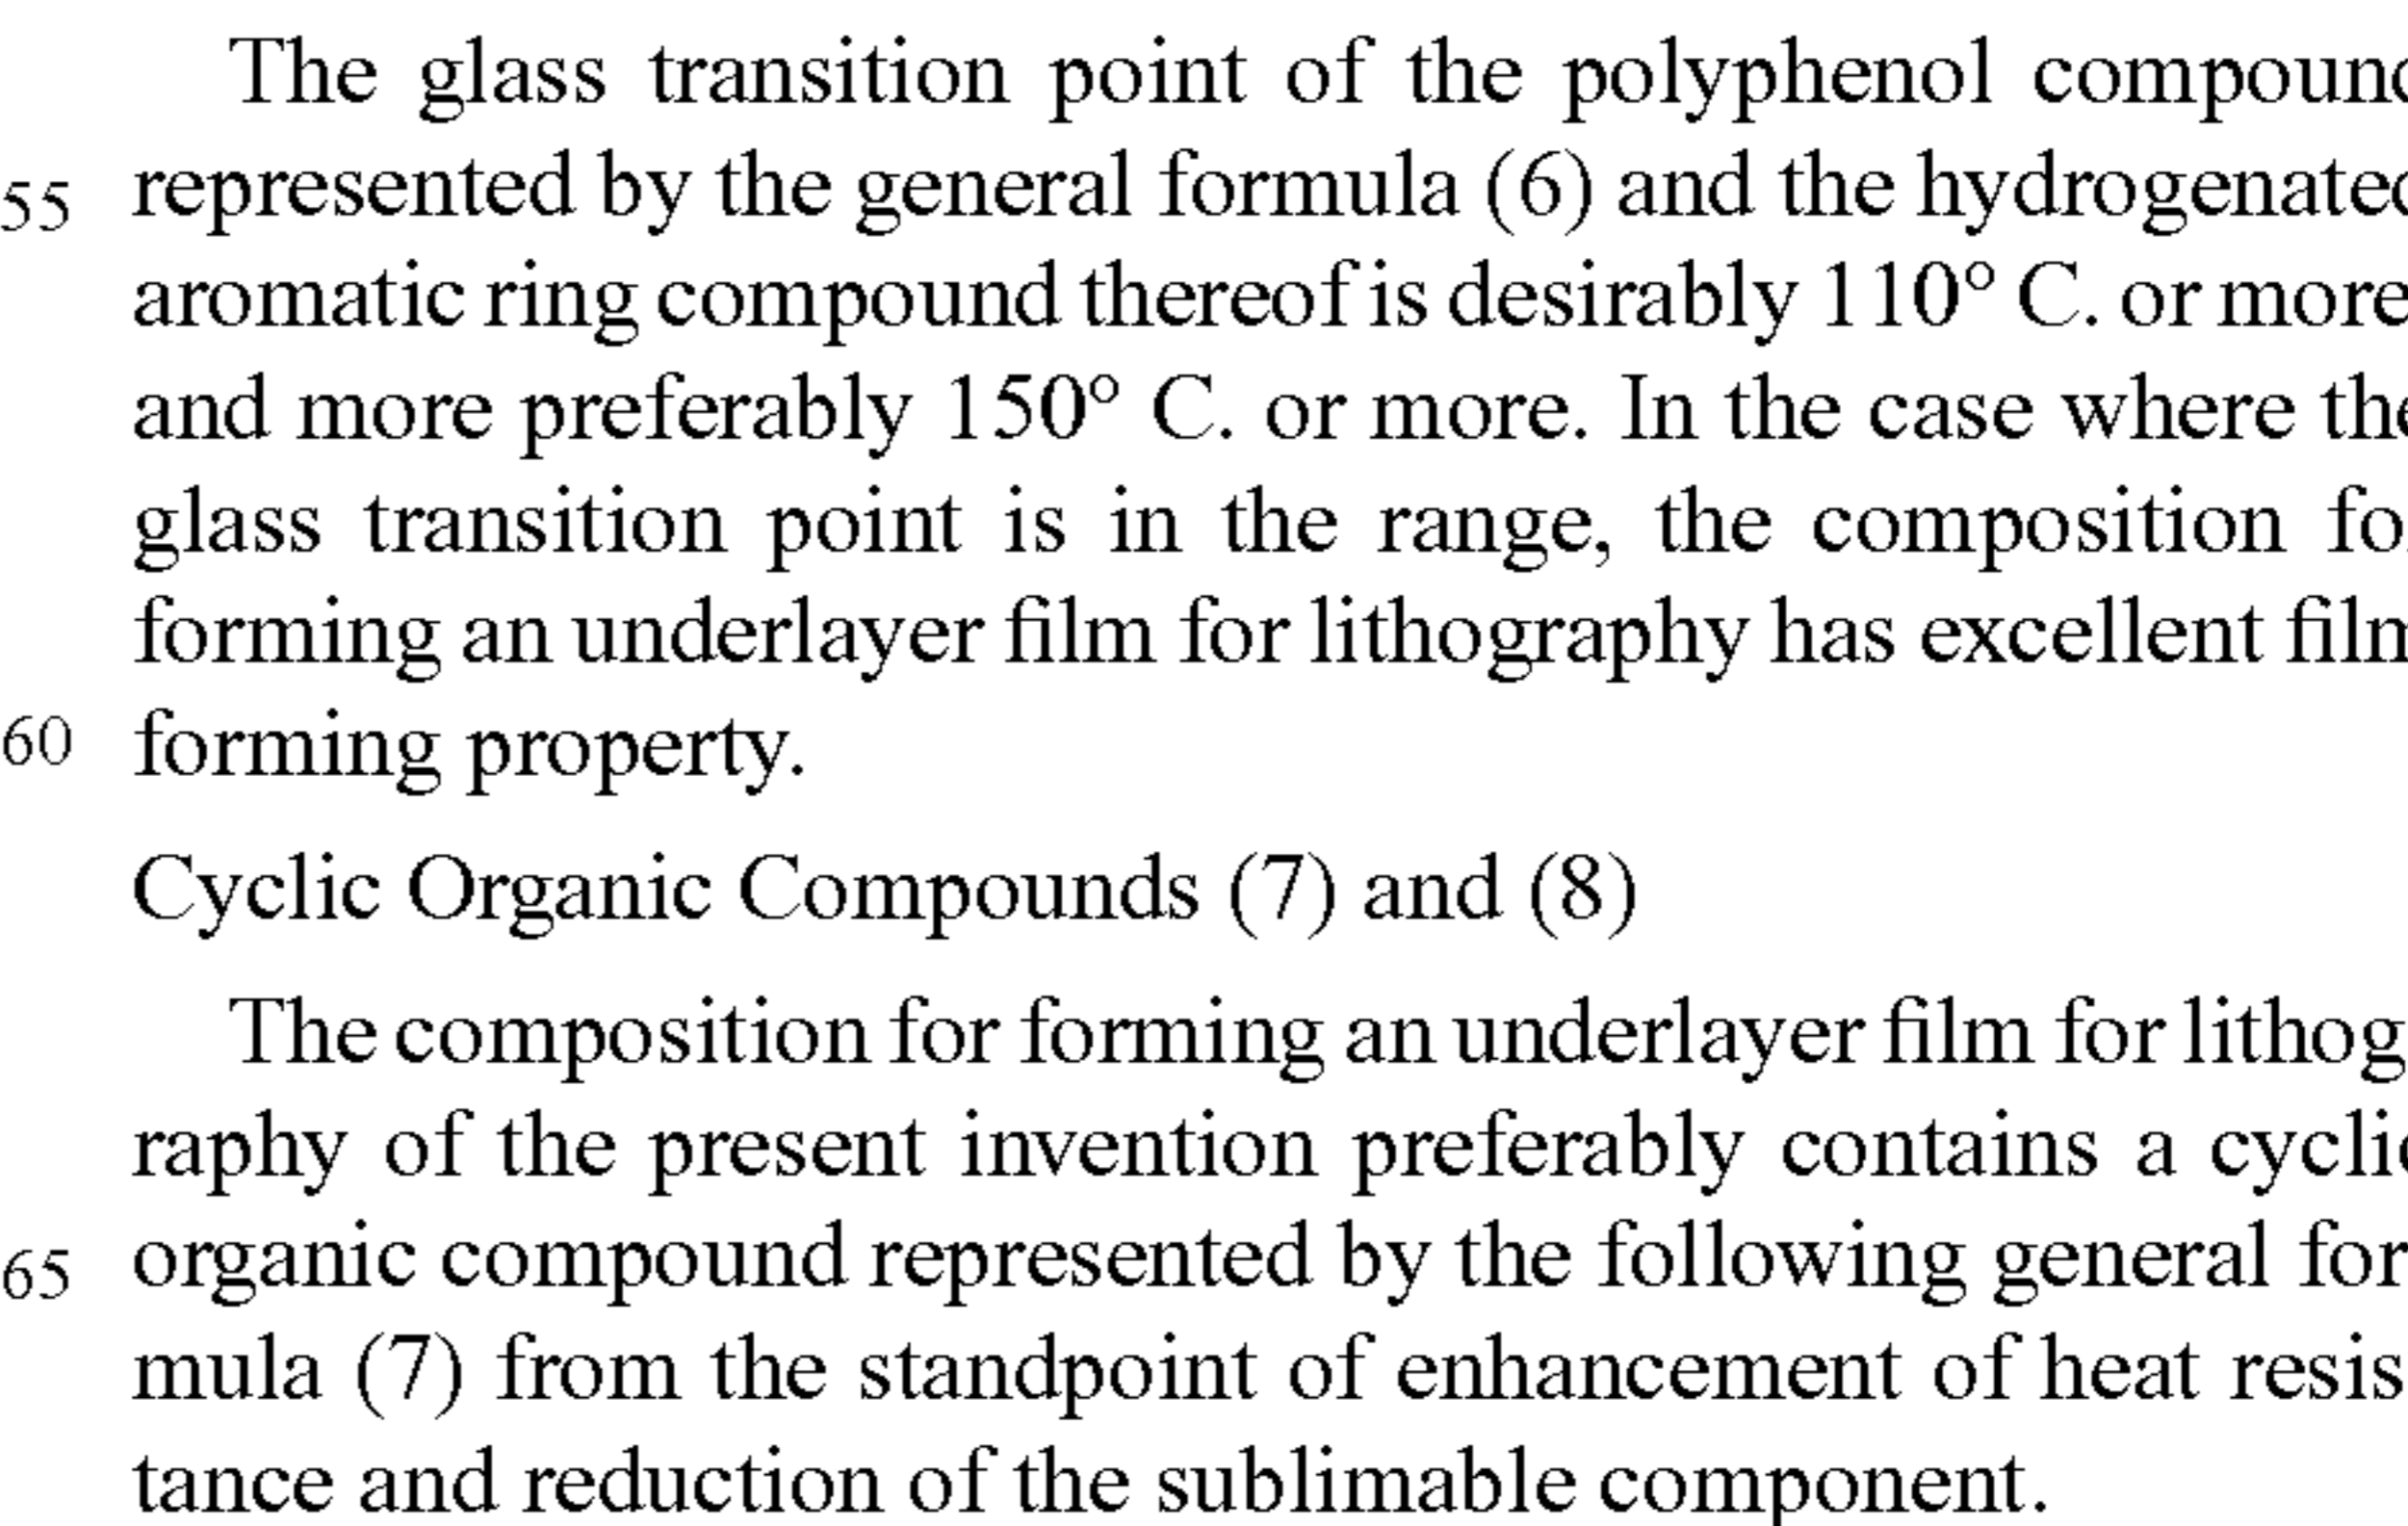 The glass transition point of the polyphenol compound
55 represented by the general formula (6) and the hydrogenated
aromatic ring compound thereof is desirably 110° C. or more
and more preferably 150° C. or more. In the case where the
glass transition point is in the range, the composition for
forming an underlayer film for lithography has excellent film
60 forming property.
Cyclic Organic Compounds (7) and (8)
The composition for forming an underlayer film for lithog
raphy of the present invention preferably contains a cyclic
65 organic compound represented by the following general for
mula (7) from the standpoint of enhancement of heat resis
tance and reduction of the sublimable component.